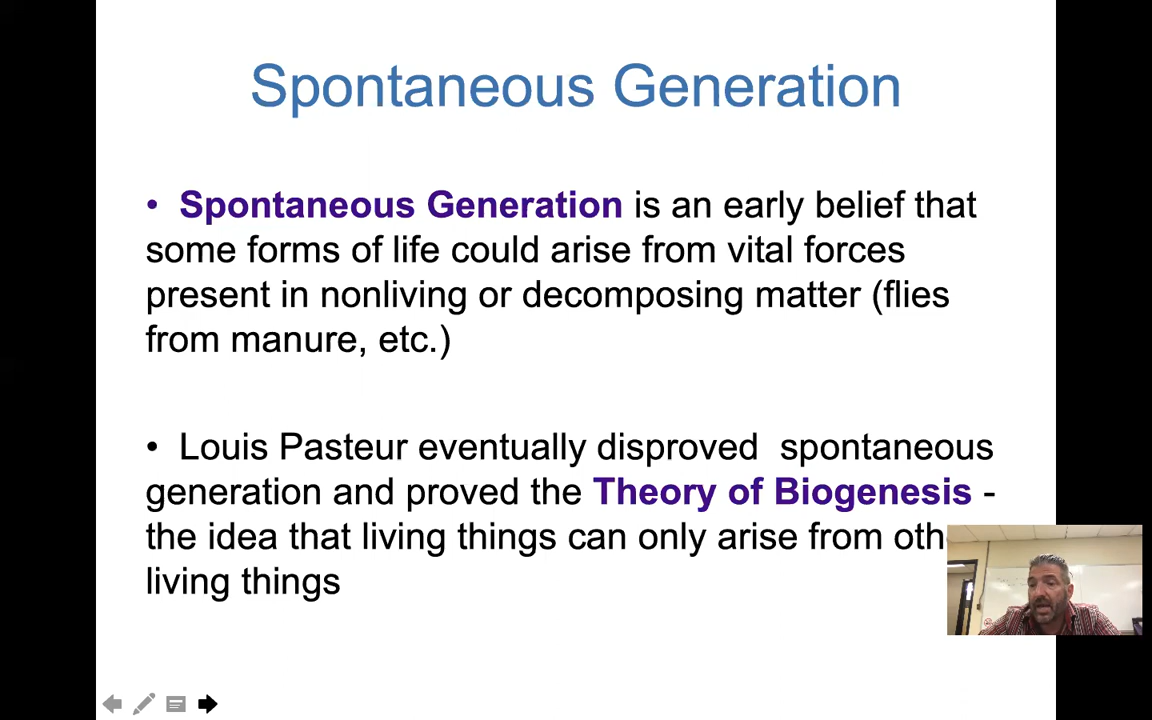 Spontaneous Generation
• Spontaneous Generation is an early belief that
some forms of life could arise from vital forces
present in nonliving or decomposing matter (flies
from manure, etc.)
• Louis Pasteur eventually disproved spontaneous
generation and proved the Theory of Biogenesis -
the idea that living things can only arise from oth
living things